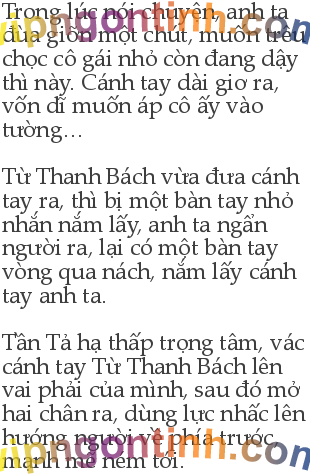 Trong lúc nói chuyện, anh ta
đùa giỡn một chút, muốn trêu
chọc cô gái nhỏ còn đang dậy
thì này. Cánh tay dài giơ ra,
vốn dĩ muốn áp cô ấy vào
tường…
Từ Thanh Bách vừa đưa cánh
tay ra, thì bị một bàn tay nhỏ
nhắn nắm lấy, anh ta ngẩn
người ra, lại có một bàn tay
vòng qua nách, nắm lấy cánh
tay anh ta.
Tần Tả hạ thấp trọng tâm, vác
cánh tay Từ Thanh Bách lên
vai phải của mình, sau đó mở
hai chân ra, dùng lực nhấc lên
hướng người về phía trước,
mạnh mẽ ném tới.
vipngontinh.com
vipngontinh.com